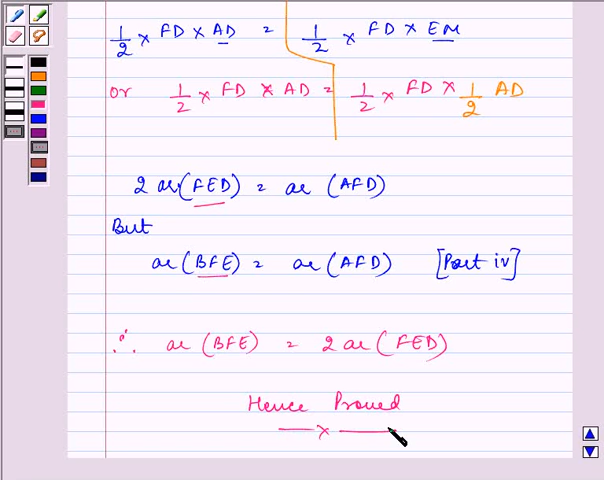 1/2 × FD × AD = 1/2 × FD × EM
or 1/2 × FD × AD = 1/2 × FD × 1/2 AD
2 ar(FED) = ar (AFD)
But
ar (BFE) = ar (AFD) [Part iv]
∴ ar (BFE) = 2 ar (FED)
Hence Proved
— × —